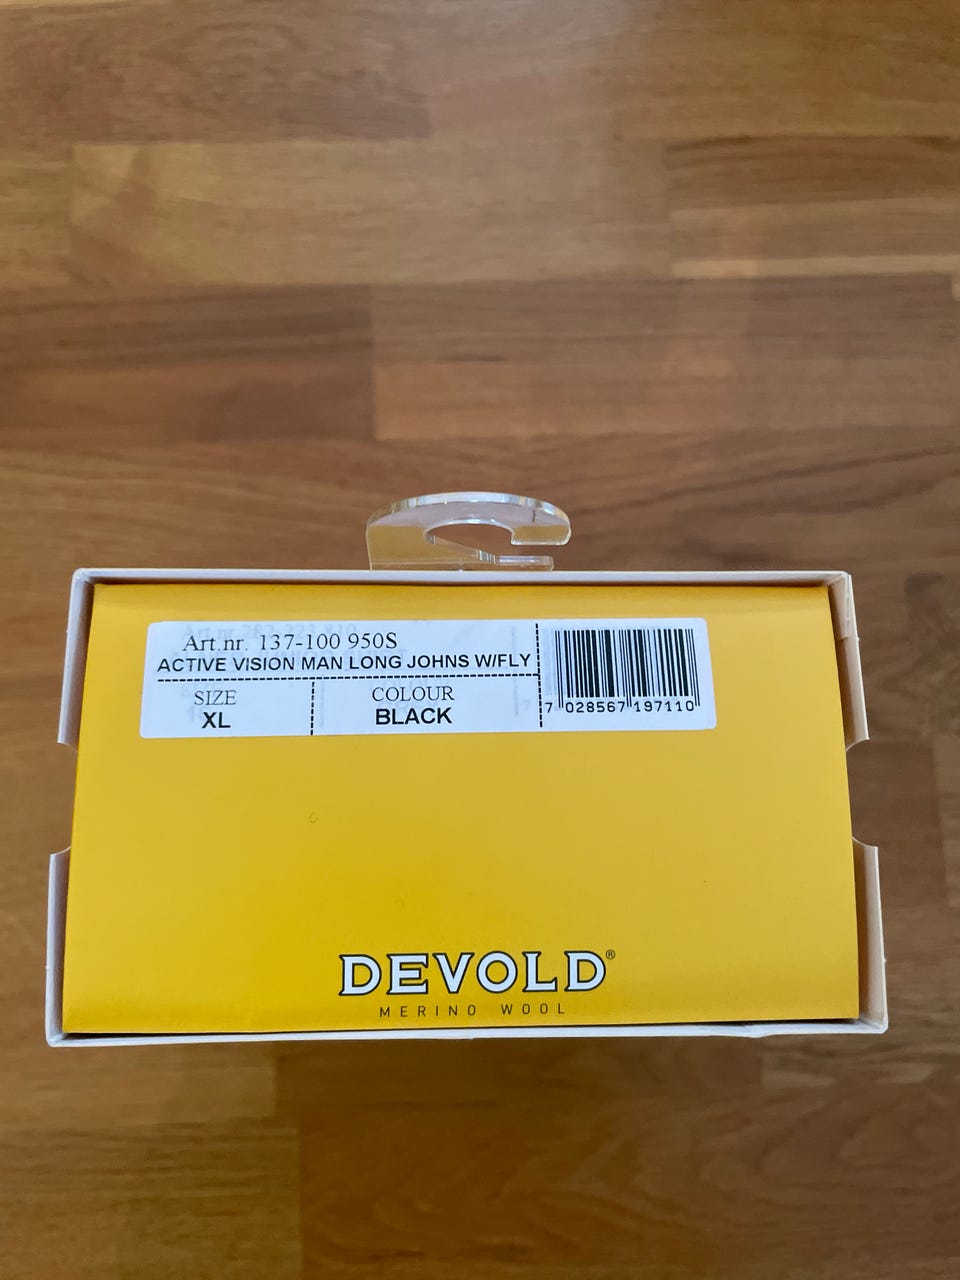 Art.nr. 137-100 950S
ACTIVE VISION MAN LONG JOHNS W/FLY
SIZE
XL
COLOUR
BLACK
7 028567 197110
DEVOLD®
MERINO WOOL